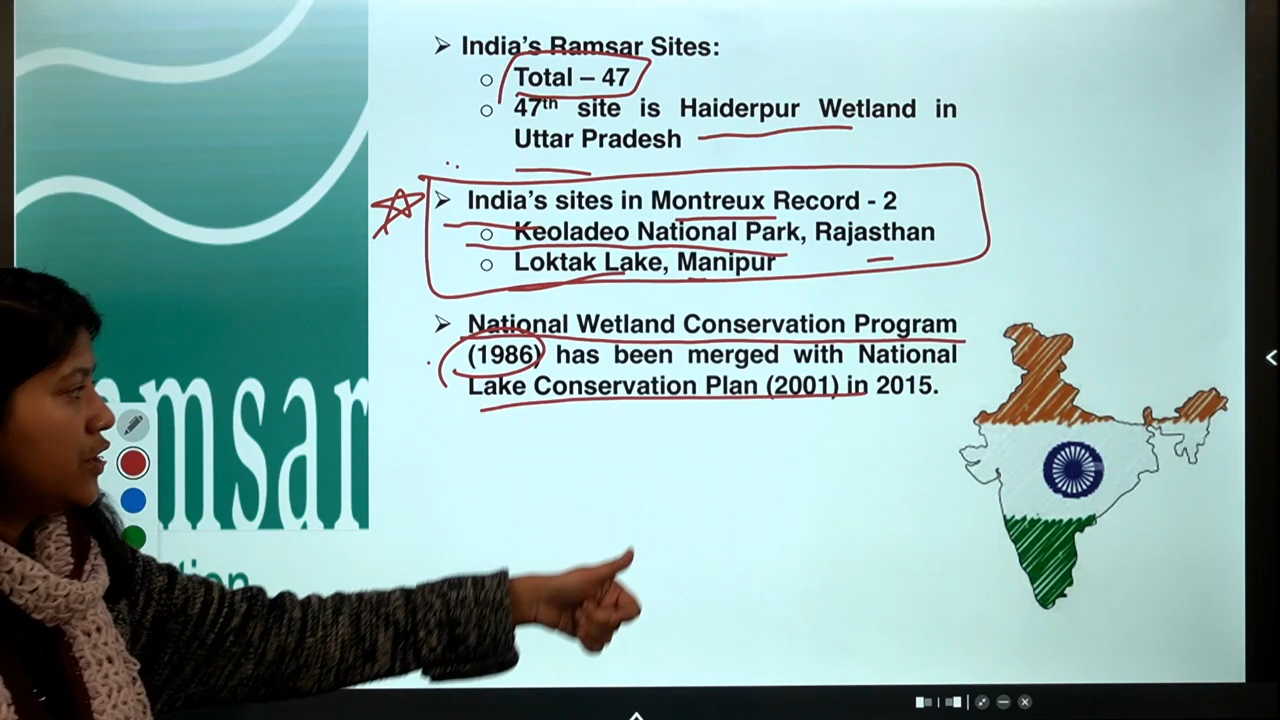 ➤ India's Ramsar Sites:
○ Total – 47
○ 47th site is Haiderpur Wetland in
Uttar Pradesh
➤ India's sites in Montreux Record - 2
○ Keoladeo National Park, Rajasthan
○ Loktak Lake, Manipur
➤ National Wetland Conservation Program
(1986) has been merged with National
Lake Conservation Plan (2001) in 2015.
msar